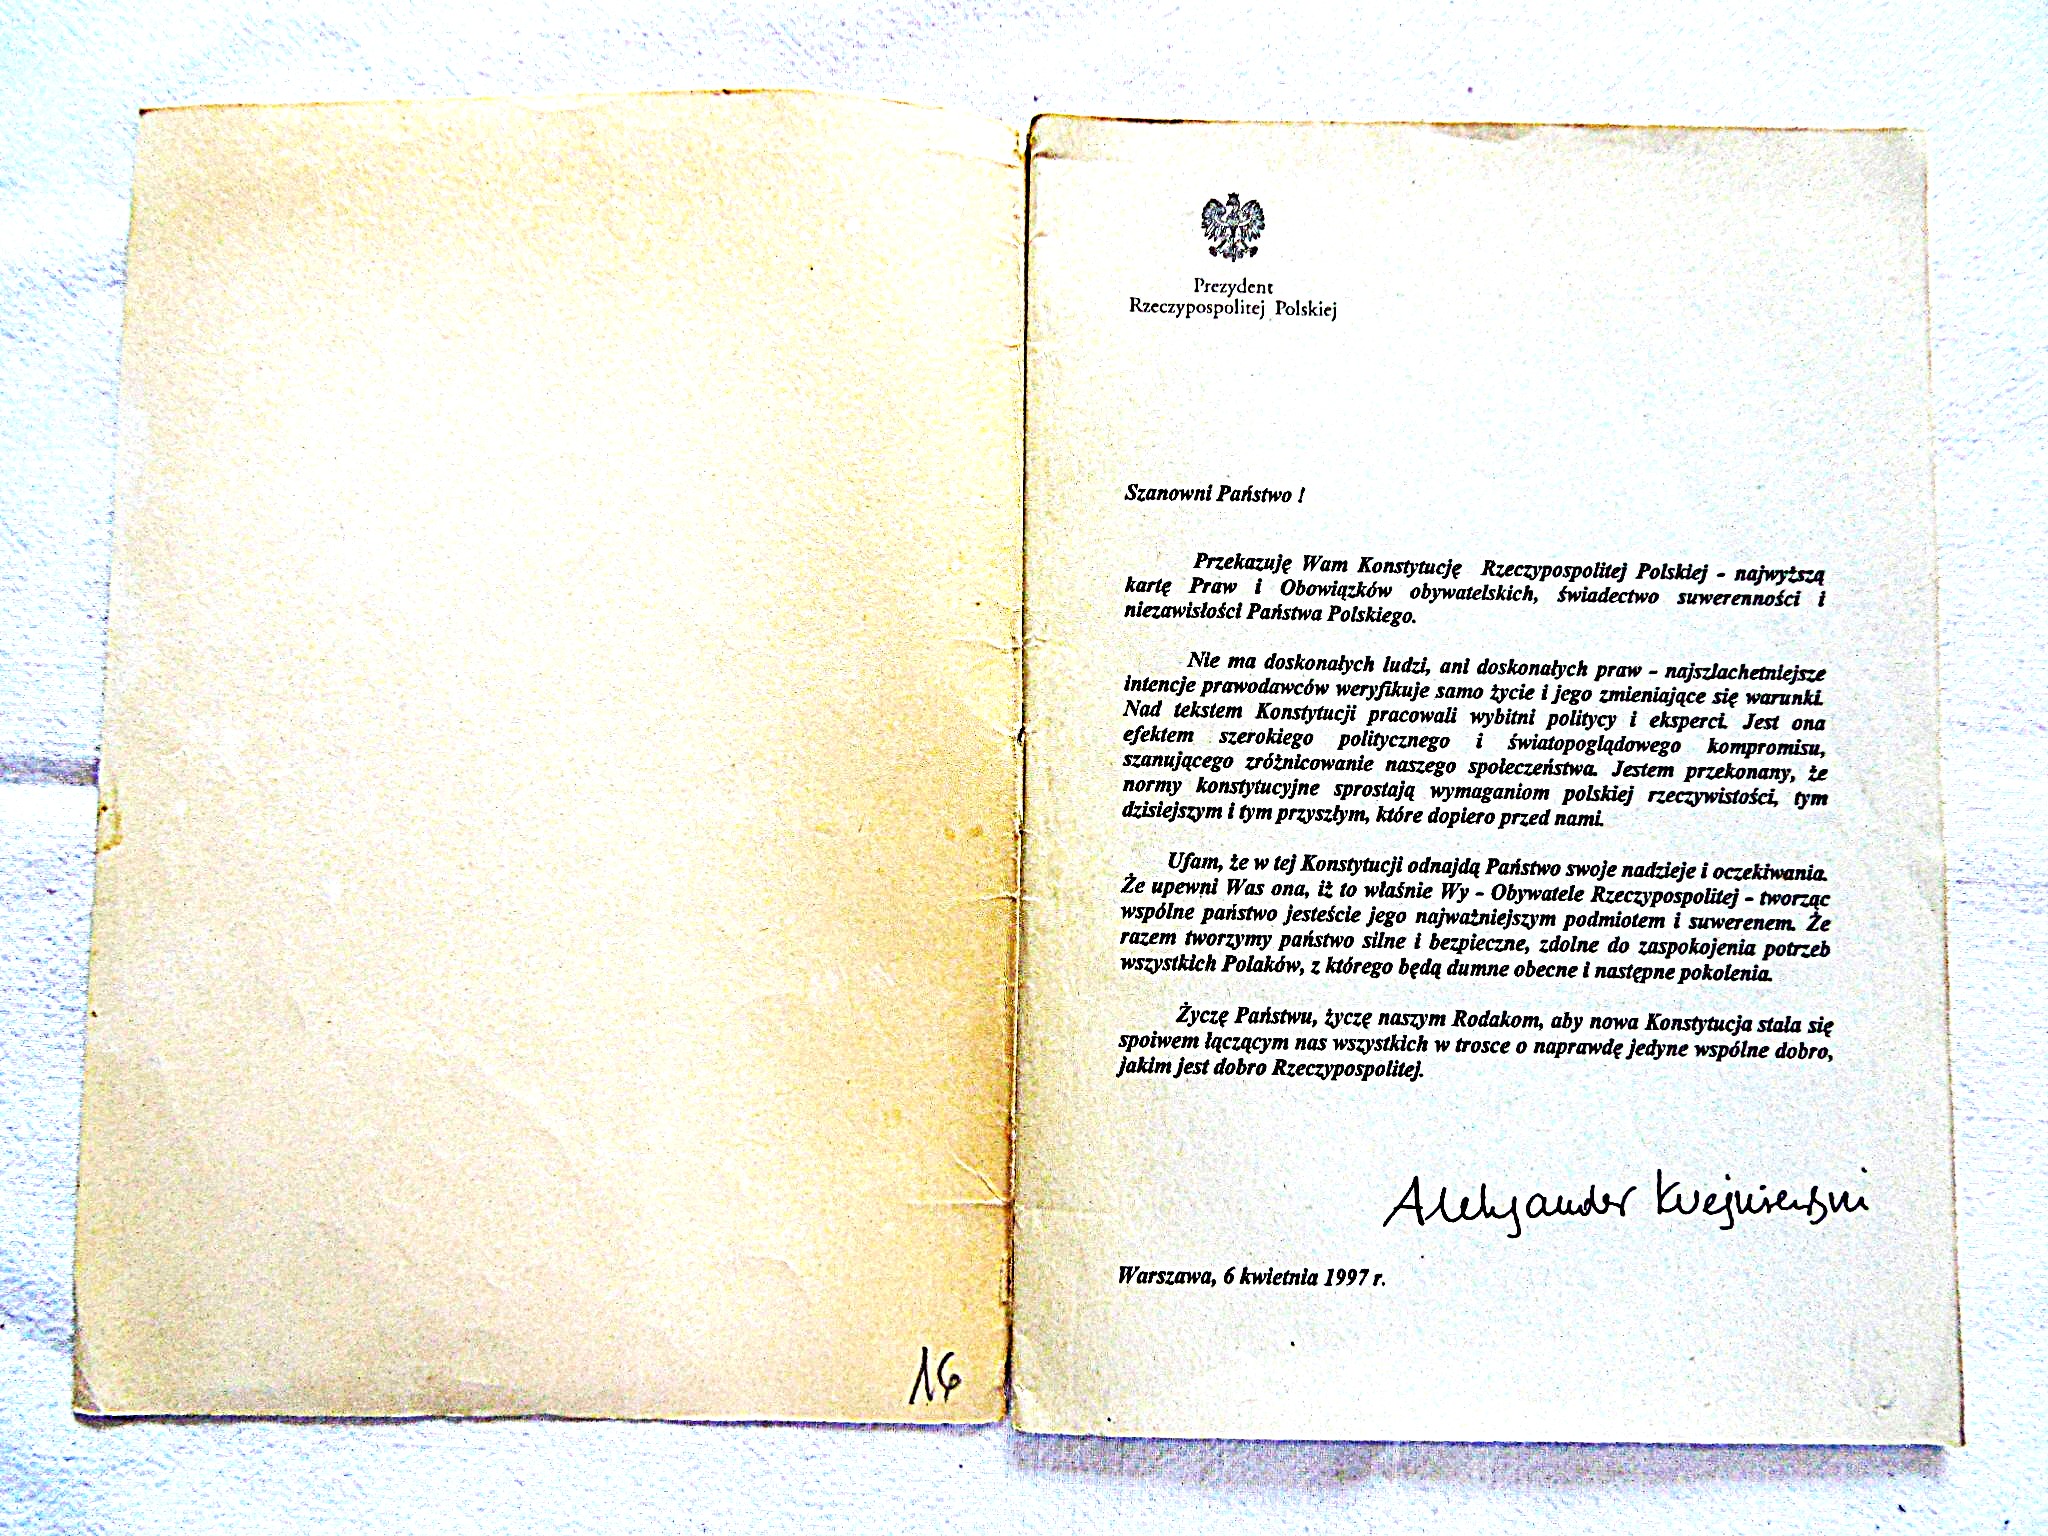 Prezydent
Rzeczypospolitej Polskiej
Szanowni Państwo !
Przekazuję Wam Konstytucję Rzeczypospolitej Polskiej - najwyższą
kartę Praw i Obowiązków obywatelskich, świadectwo suwerenności i
niezawisłości Państwa Polskiego.
Nie ma doskonałych ludzi, ani doskonałych praw - najszlachetniejsze
intencje prawodawców weryfikuje samo życie i jego zmieniające się warunki.
Nad tekstem Konstytucji pracowali wybitni politycy i eksperci. Jest ona
efektem szerokiego politycznego i światopoglądowego kompromisu,
szanującego zróżnicowanie naszego społeczeństwa. Jestem przekonany, że
normy konstytucyjne sprostają wymaganiom polskiej rzeczywistości, tym
dzisiejszym i tym przyszłym, które dopiero przed nami.
Ufam, że w tej Konstytucji odnajdą Państwo swoje nadzieje i oczekiwania.
Że upewni Was ona, iż to właśnie Wy - Obywatele Rzeczypospolitej - tworząc
wspólne państwo jesteście jego najważniejszym podmiotem i suwerenem. Że
razem tworzymy państwo silne i bezpieczne, zdolne do zaspokojenia potrzeb
wszystkich Polaków, z którego będą dumne obecne i następne pokolenia.
Życzę Państwu, życzę naszym Rodakom, aby nowa Konstytucja stała się
spoiwem łączącym nas wszystkich w trosce o naprawdę jedyne wspólne dobro,
jakim jest dobro Rzeczypospolitej.
Aleksander Kwaśniewski
Warszawa, 6 kwietnia 1997 r.
16